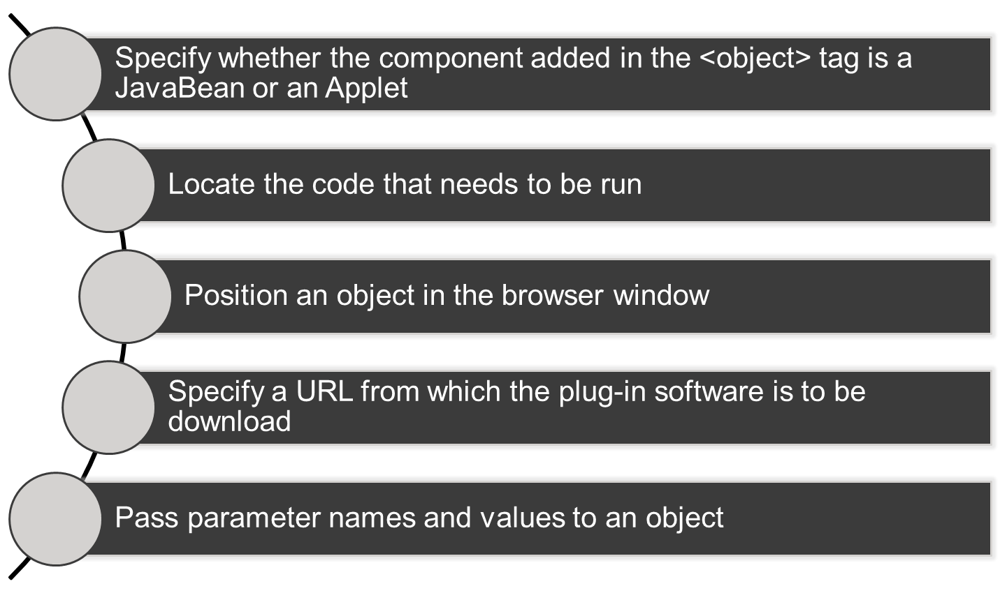 Specify whether the component added in the <object> tag is a
JavaBean or an Applet
Locate the code that needs to be run
Position an object in the browser window
Specify a URL from which the plug-in software is to be
download
Pass parameter names and values to an object